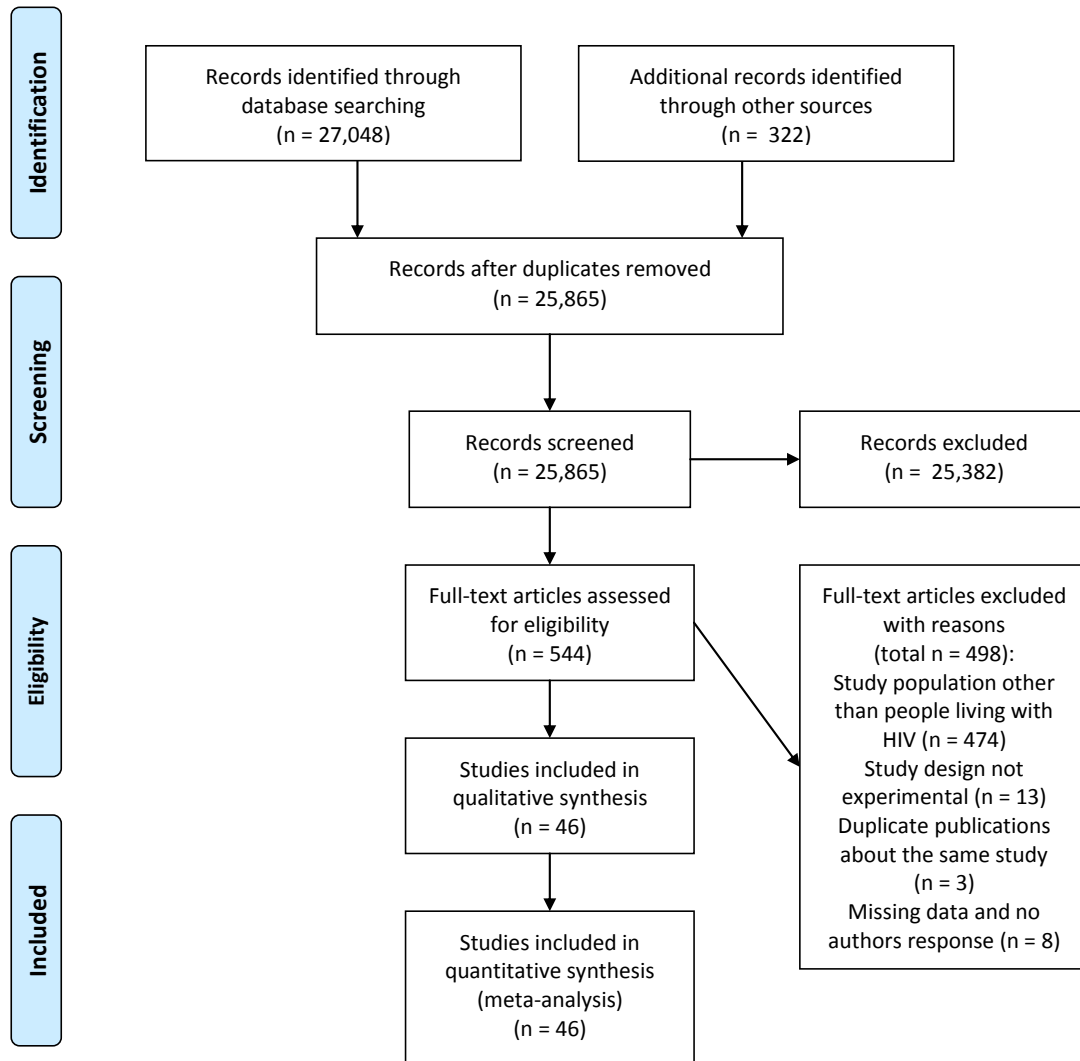 Identification
Records identified through
database searching
(n = 27,048)
Additional records identified
through other sources
(n = 322)
Records after duplicates removed
(n = 25,865)
Screening
Records screened
(n = 25,865)
Records excluded
(n = 25,382)
Eligibility
Full-text articles assessed
for eligibility
(n = 544)
Full-text articles excluded
with reasons
(total n = 498):
Study population other
than people living with
HIV (n = 474)
Study design not
experimental (n = 13)
Duplicate publications
about the same study
(n = 3)
Missing data and no
authors response (n = 8)
Studies included in
qualitative synthesis
(n = 46)
Included
Studies included in
quantitative synthesis
(meta-analysis)
(n = 46)